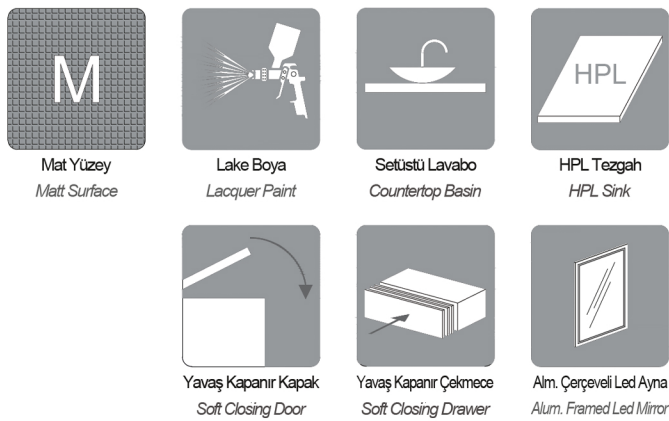 M
HPL
Mat Yüzey
Lake Boya
Setüstü Lavabo
HPL Tezgah
Matt Surface
Lacquer Paint
Countertop Basin
HPL Sink
Yavaş Kapanır Kapak
Yavaş Kapanır Çekmece
Alm. Çerçeveli Led Ayna
Soft Closing Door
Soft Closing Drawer
Alum. Framed Led Mirror